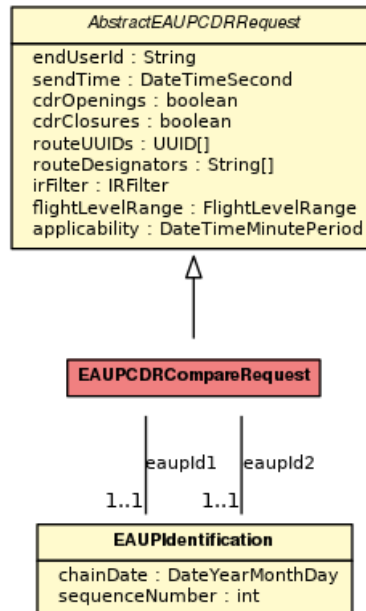 AbstractEAUPCDRRequest
endUserId : String
sendTime : DateTimeSecond
cdrOpenings : boolean
cdrClosures : boolean
routeUUIDs : UUID[]
routeDesignators : String[]
irFilter : IRFilter
flightLevelRange : FlightLevelRange
applicability : DateTimeMinutePeriod
EAUPCDRCompareRequest
eaupId1 eaupId2
1..1 1..1
EAUPIdentification
chainDate : DateYearMonthDay
sequenceNumber : int